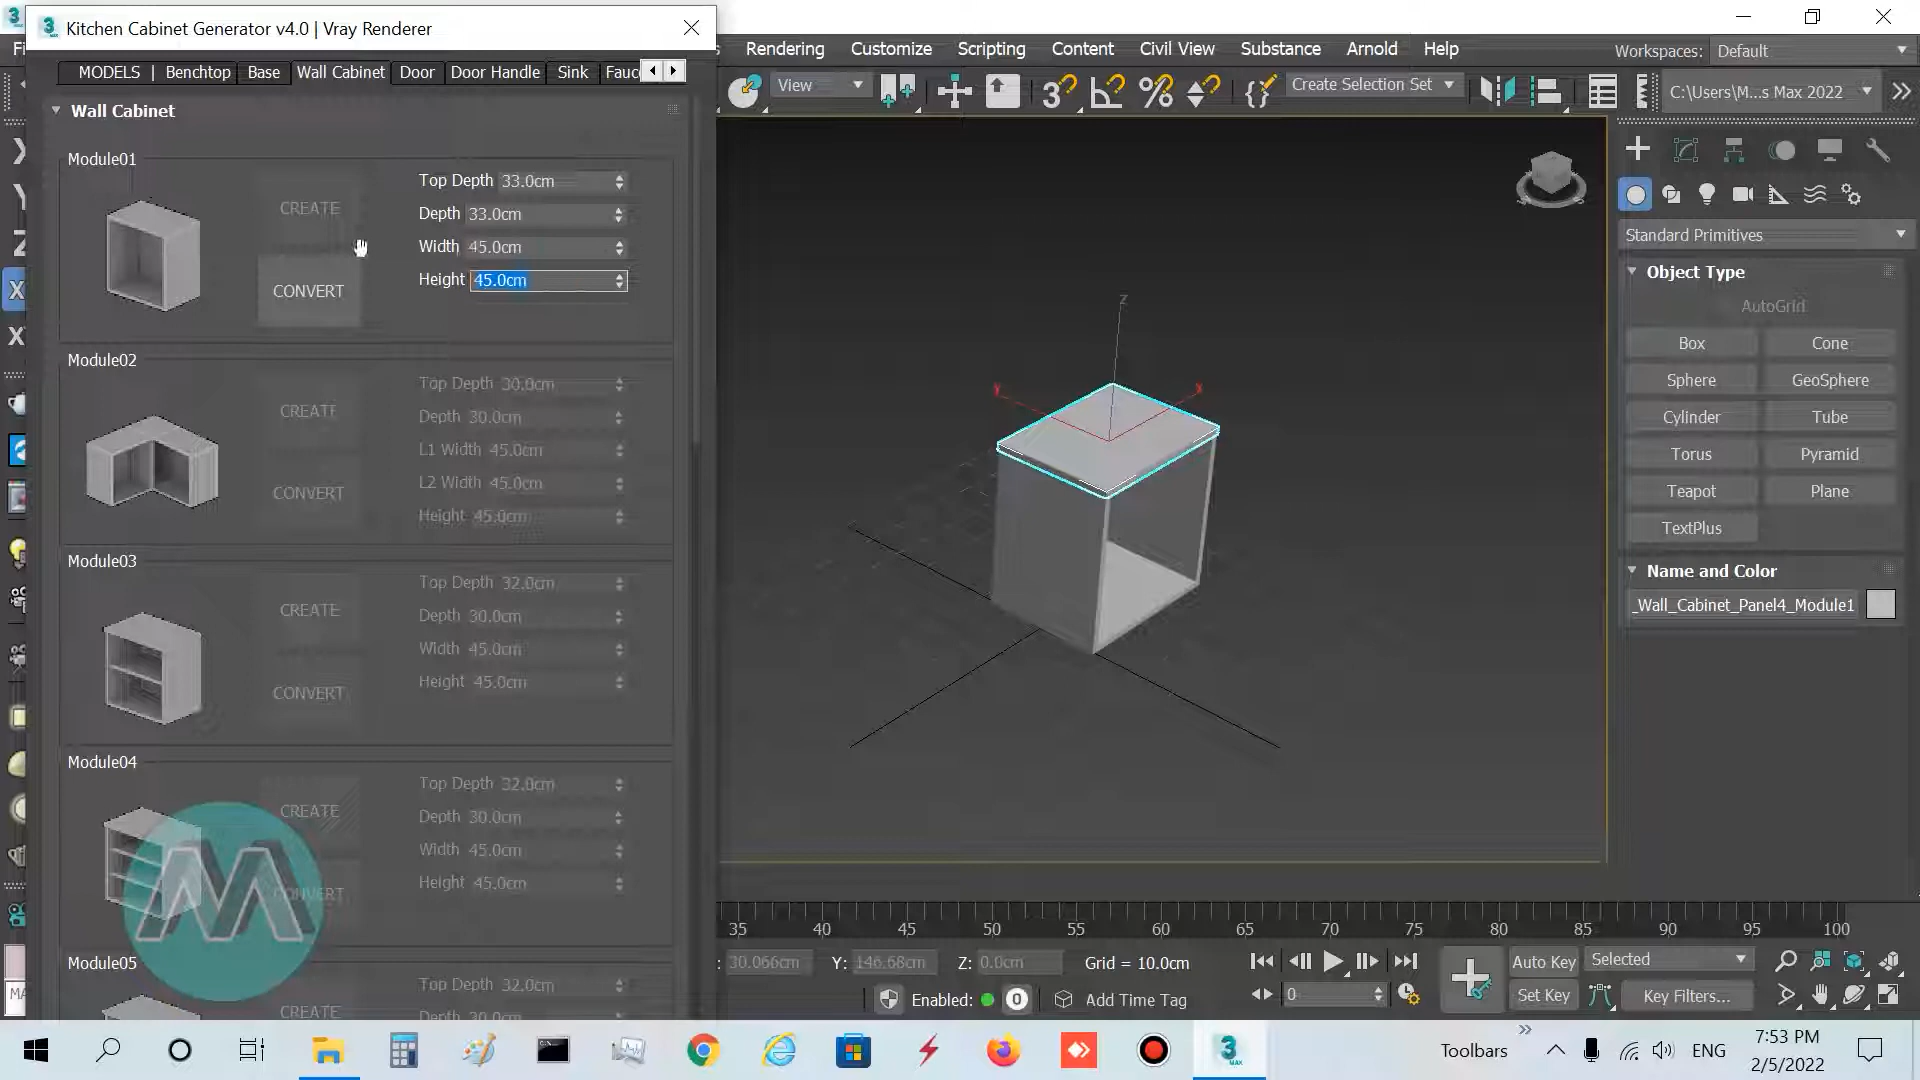 Kitchen Cabinet Generator v4.0 | Vray Renderer
MODELS | Benchtop Base Wall Cabinet Door Door Handle Sink Fauc
Wall Cabinet
Module01
CREATE
CONVERT
Top Depth 33.0cm
Depth 33.0cm
Width 45.0cm
Height 45.0cm
Module02
CREATE
CONVERT
Top Depth 30.0cm
Depth 30.0cm
L1 Width 45.0cm
L2 Width 45.0cm
Height 45.0cm
Module03
CREATE
CONVERT
Top Depth 32.0cm
Depth 30.0cm
Width 45.0cm
Height 45.0cm
Module04
CREATE
CONVERT
Top Depth 32.0cm
Depth 30.0cm
Width 45.0cm
Height 45.0cm
Module05
CREATE
Top Depth 32.0cm
Depth 30.0cm
Fi
Rendering Customize Scripting Content Civil View Substance Arnold Help
Workspaces: Default
View
Create Selection Set
C:\Users\M...s Max 2022
Standard Primitives
Object Type
AutoGrid
Box Cone
Sphere GeoSphere
Cylinder Tube
Torus Pyramid
Teapot Plane
TextPlus
Name and Color
_Wall_Cabinet_Panel4_Module1
35 40 45 50 55 60 65 70 75 80 85 90 95 100
: 30.066cm Y: 146.68cm Z: 0.0cm Grid = 10.0cm
Auto Key Selected
Enabled: 0 Add Time Tag
0
Set Key Key Filters...
Toolbars
ENG
7:53 PM
2/5/2022